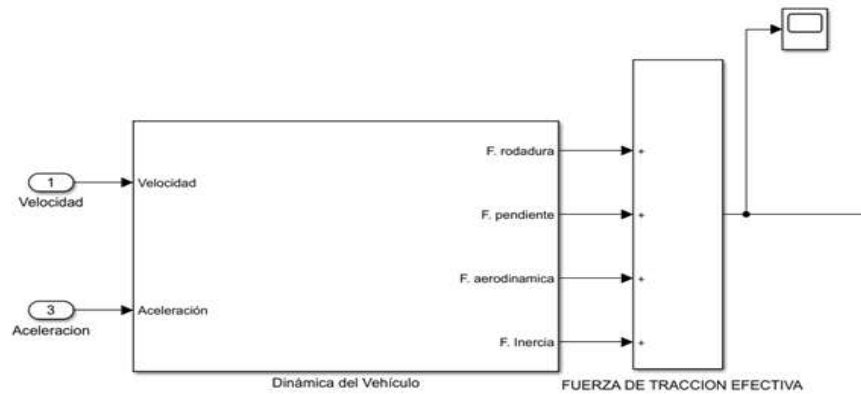 1
Velocidad
3
Aceleracion
Velocidad
Aceleración
F. rodadura
F. pendiente
F. aerodinamica
F. Inercia
Dinámica del Vehículo
+
+
+
+
FUERZA DE TRACCION EFECTIVA